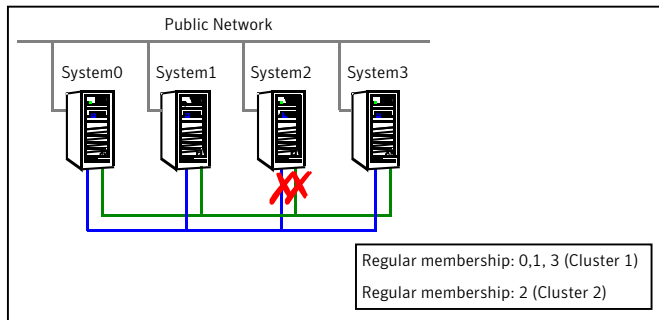 Public Network
System0
System1
System2
System3
Regular membership: 0,1, 3 (Cluster 1)
Regular membership: 2 (Cluster 2)